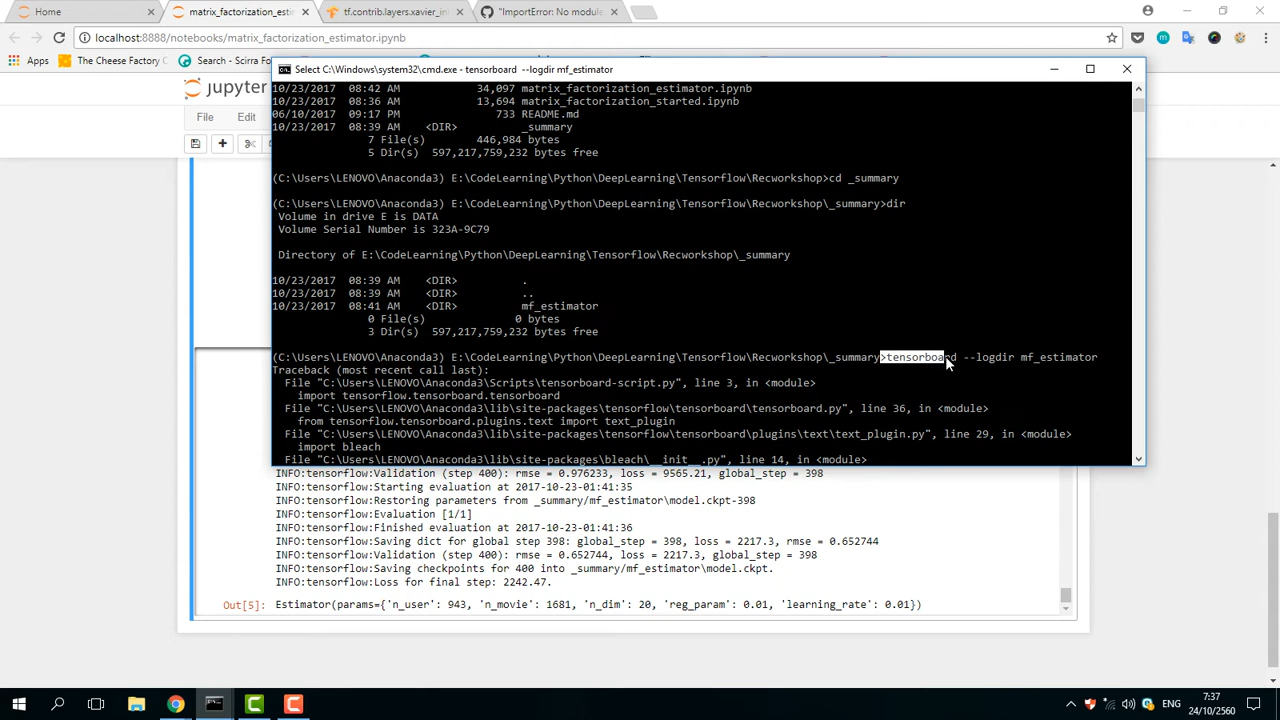 Home
matrix_factorization_esti
tf.contrib.layers.xavier_in
"ImportError: No module
localhost:8888/notebooks/matrix_factorization_estimator.ipynb
Apps
The Cheese Factory
Search - Scirra Fo
Select C:\Windows\system32\cmd.exe - tensorboard --logdir mf_estimator
jupyter
File
Edit
10/23/2017 08:42 AM 34,097 matrix_factorization_estimator.ipynb
10/23/2017 08:36 AM 13,694 matrix_factorization_started.ipynb
06/10/2017 09:17 PM 733 README.md
10/23/2017 08:39 AM <DIR> _summary
7 File(s) 446,984 bytes
5 Dir(s) 597,217,759,232 bytes free
(C:\Users\LENOVO\Anaconda3) E:\CodeLearning\Python\DeepLearning\Tensorflow\Recworkshop>cd _summary
(C:\Users\LENOVO\Anaconda3) E:\CodeLearning\Python\DeepLearning\Tensorflow\Recworkshop\_summary>dir
Volume in drive E is DATA
Volume Serial Number is 323A-9C79
Directory of E:\CodeLearning\Python\DeepLearning\Tensorflow\Recworkshop\_summary
10/23/2017 08:39 AM <DIR> .
10/23/2017 08:39 AM <DIR> ..
10/23/2017 08:41 AM <DIR> mf_estimator
0 File(s) 0 bytes
3 Dir(s) 597,217,759,232 bytes free
(C:\Users\LENOVO\Anaconda3) E:\CodeLearning\Python\DeepLearning\Tensorflow\Recworkshop\_summary>tensorboard --logdir mf_estimator
Traceback (most recent call last):
File "C:\Users\LENOVO\Anaconda3\Scripts\tensorboard-script.py", line 3, in <module>
import tensorflow.tensorboard.tensorboard
File "C:\Users\LENOVO\Anaconda3\lib\site-packages\tensorflow\tensorboard\tensorboard.py", line 36, in <module>
from tensorflow.tensorboard.plugins.text import text_plugin
File "C:\Users\LENOVO\Anaconda3\lib\site-packages\tensorflow\tensorboard\plugins\text\text_plugin.py", line 29, in <module>
import bleach
File "C:\Users\LENOVO\Anaconda3\lib\site-packages\bleach\__init__.py", line 14, in <module>
INFO:tensorflow:Validation (step 400): rmse = 0.976233, loss = 9565.21, global_step = 398
INFO:tensorflow:Starting evaluation at 2017-10-23-01:41:35
INFO:tensorflow:Restoring parameters from _summary/mf_estimator\model.ckpt-398
INFO:tensorflow:Evaluation [1/1]
INFO:tensorflow:Finished evaluation at 2017-10-23-01:41:36
INFO:tensorflow:Saving dict for global step 398: global_step = 398, loss = 2217.3, rmse = 0.652744
INFO:tensorflow:Validation (step 400): rmse = 0.652744, loss = 2217.3, global_step = 398
INFO:tensorflow:Saving checkpoints for 400 into _summary/mf_estimator\model.ckpt.
INFO:tensorflow:Loss for final step: 2242.47.
Out[5]: Estimator(params={'n_user': 943, 'n_movie': 1681, 'n_dim': 20, 'reg_param': 0.01, 'learning_rate': 0.01})
ENG
7:37
24/10/2560